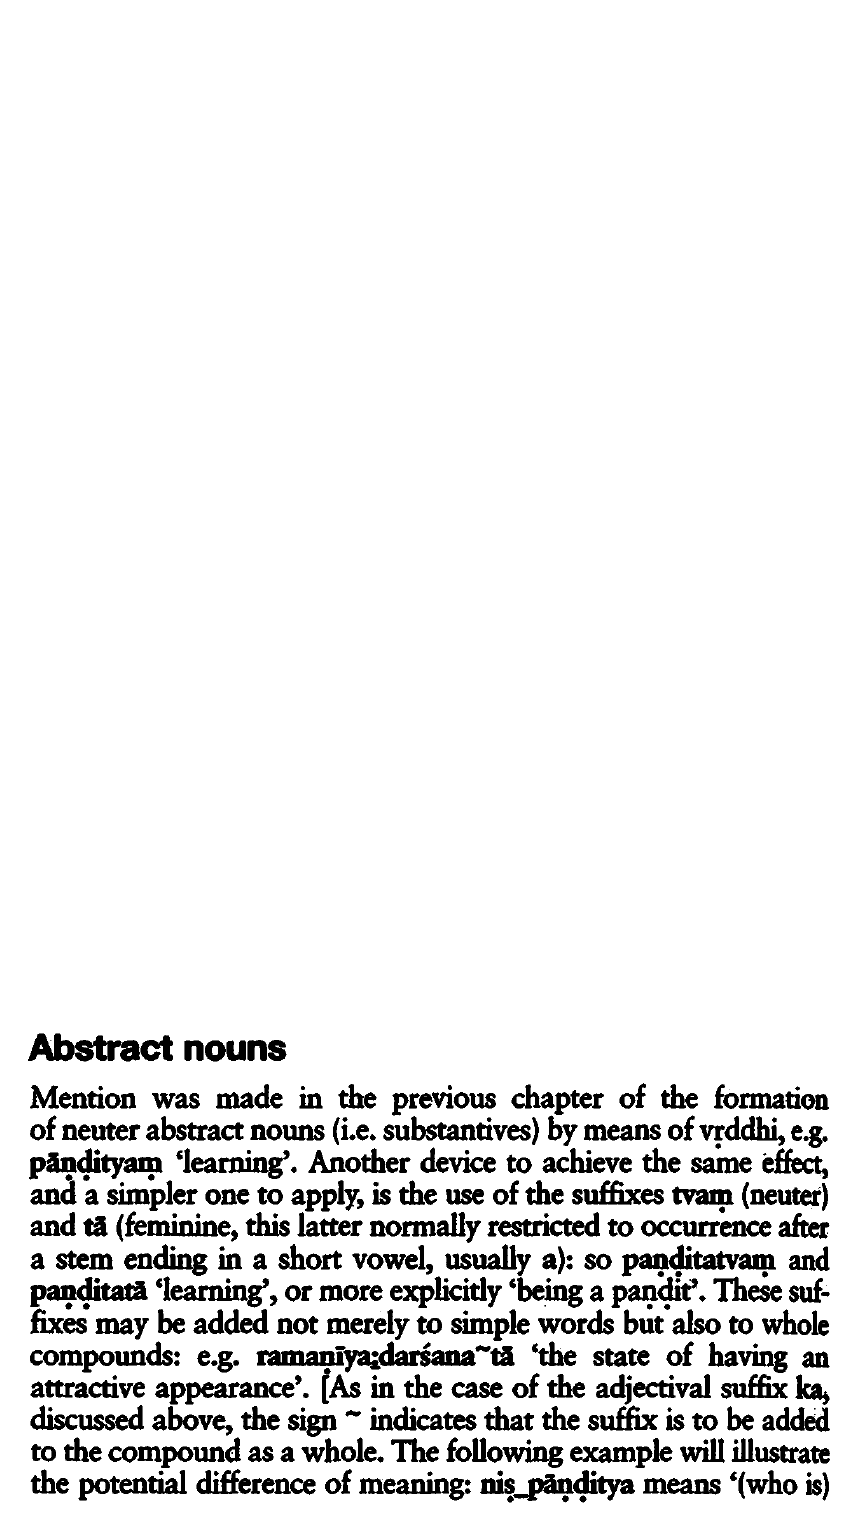 Abstract nouns
Mention was made in the previous chapter of the formation
of neuter abstract nouns (i.e. substantives) by means of vṛddhi, e.g.
pāṇḍityaṃ ‘learning’. Another device to achieve the same effect,
and a simpler one to apply, is the use of the suffixes tvaṃ (neuter)
and tā (feminine, this latter normally restricted to occurrence after
a stem ending in a short vowel, usually a): so paṇḍitatvaṃ and
paṇḍitatā ‘learning’, or more explicitly ‘being a paṇḍit’. These suf-
fixes may be added not merely to simple words but also to whole
compounds: e.g. ramaṇīya:darśana~tā ‘the state of having an
attractive appearance’. [As in the case of the adjectival suffix ka,
discussed above, the sign ~ indicates that the suffix is to be added
to the compound as a whole. The following example will illustrate
the potential difference of meaning: niṣ_pāṇḍitya means ‘(who is)